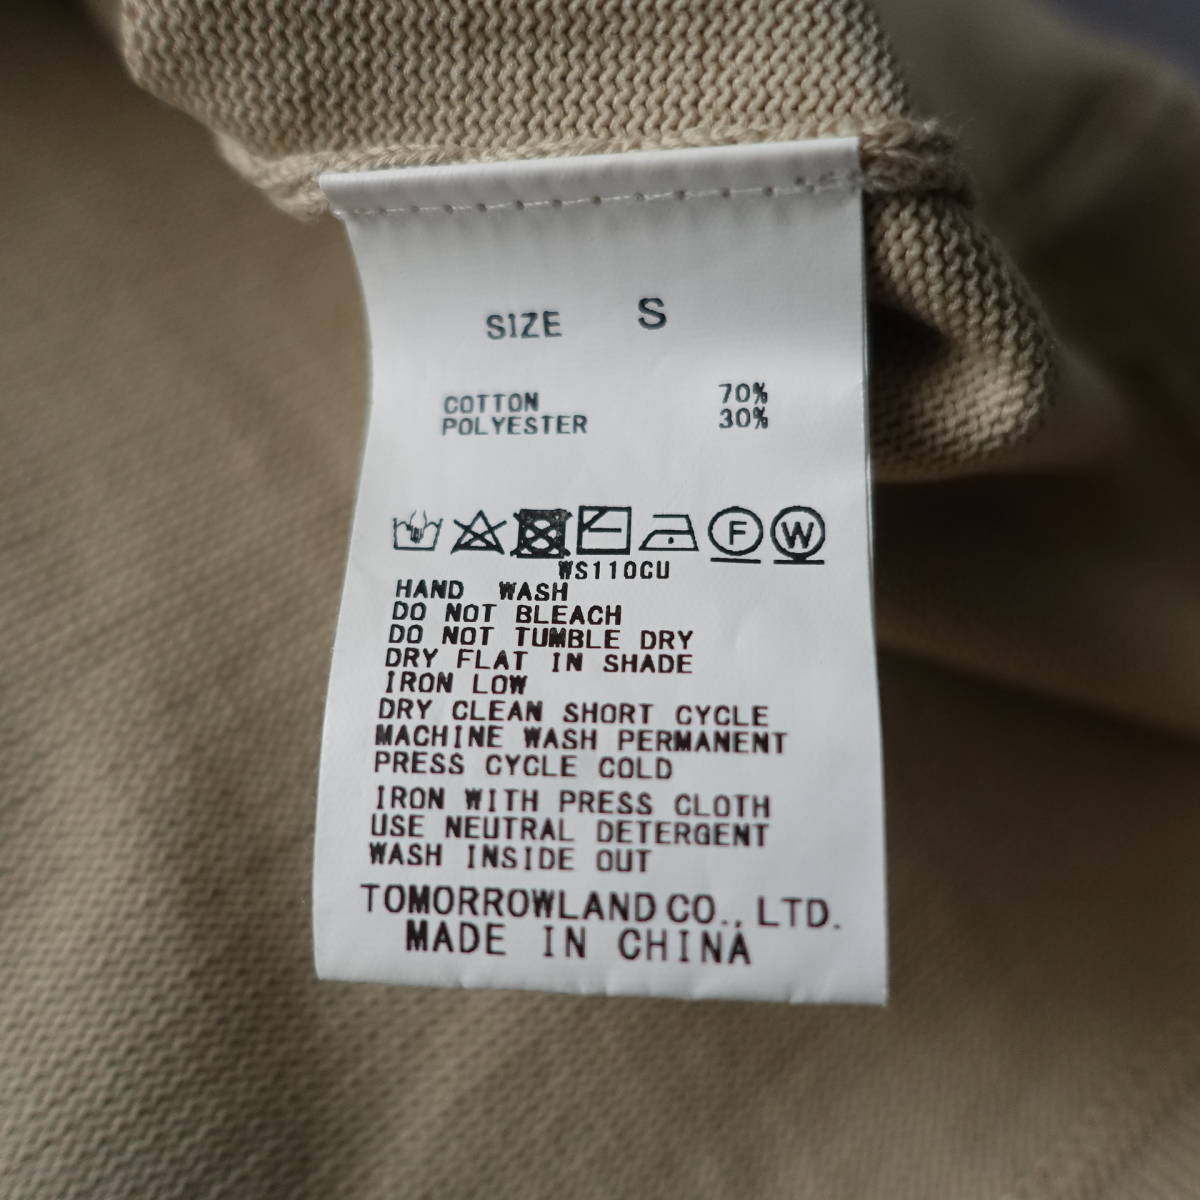 SIZE S
COTTON 70%
POLYESTER 30%
F W
WS110CU
HAND WASH
DO NOT BLEACH
DO NOT TUMBLE DRY
DRY FLAT IN SHADE
IRON LOW
DRY CLEAN SHORT CYCLE
MACHINE WASH PERMANENT
PRESS CYCLE COLD
IRON WITH PRESS CLOTH
USE NEUTRAL DETERGENT
WASH INSIDE OUT
TOMORROWLAND CO., LTD.
MADE IN CHINA